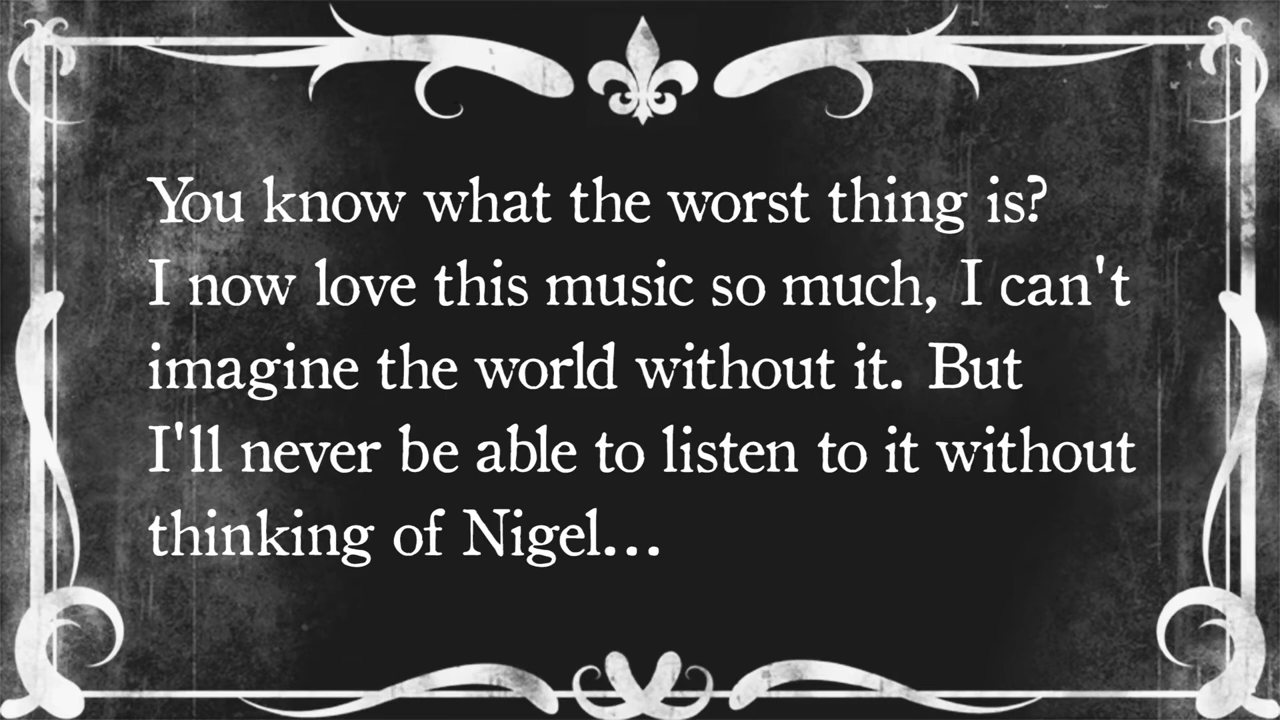 You know what the worst thing is?
I now love this music so much, I can't
imagine the world without it. But
I'll never be able to listen to it without
thinking of Nigel...